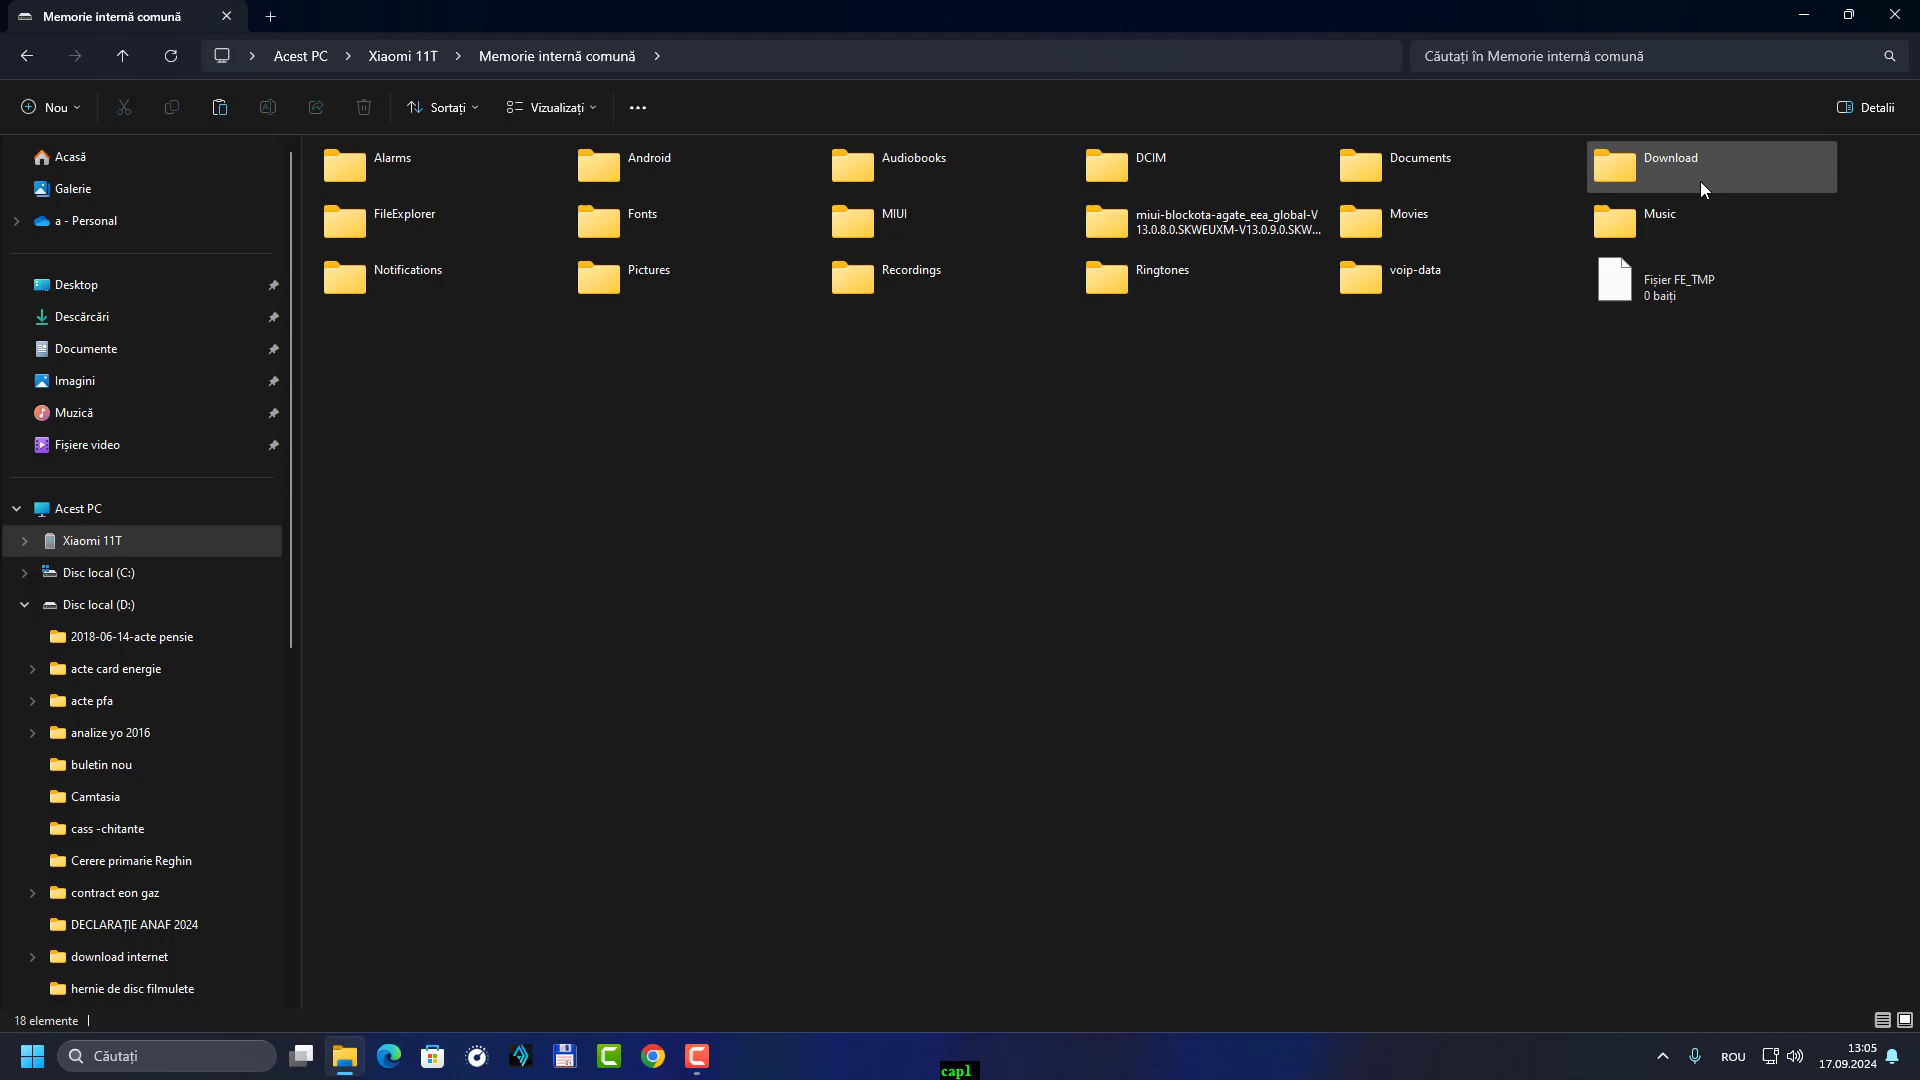 Memorie internă comună
Acest PC
Xiaomi 11T
Memorie internă comună
Căutați în Memorie internă comună
Nou
Sortați
Vizualizați
Detalii
Acasă
Galerie
a - Personal
Desktop
Descărcări
Documente
Imagini
Muzică
Fișiere video
Acest PC
Xiaomi 11T
Disc local (C:)
Disc local (D:)
2018-06-14-acte pensie
acte card energie
acte pfa
analize yo 2016
buletin nou
Camtasia
cass -chitante
Cerere primarie Reghin
contract eon gaz
DECLARAȚIE ANAF 2024
download internet
hernie de disc filmulete
Alarms
Android
Audiobooks
DCIM
Documents
Download
FileExplorer
Fonts
MIUI
miui-blockota-agate_eea_global-V
13.0.8.0.SKWEUXM-V13.0.9.0.SKW...
Movies
Music
Notifications
Pictures
Recordings
Ringtones
voip-data
Fișier FE_TMP
0 baiți
18 elemente
Căutați
cap1
ROU
13:05
17.09.2024